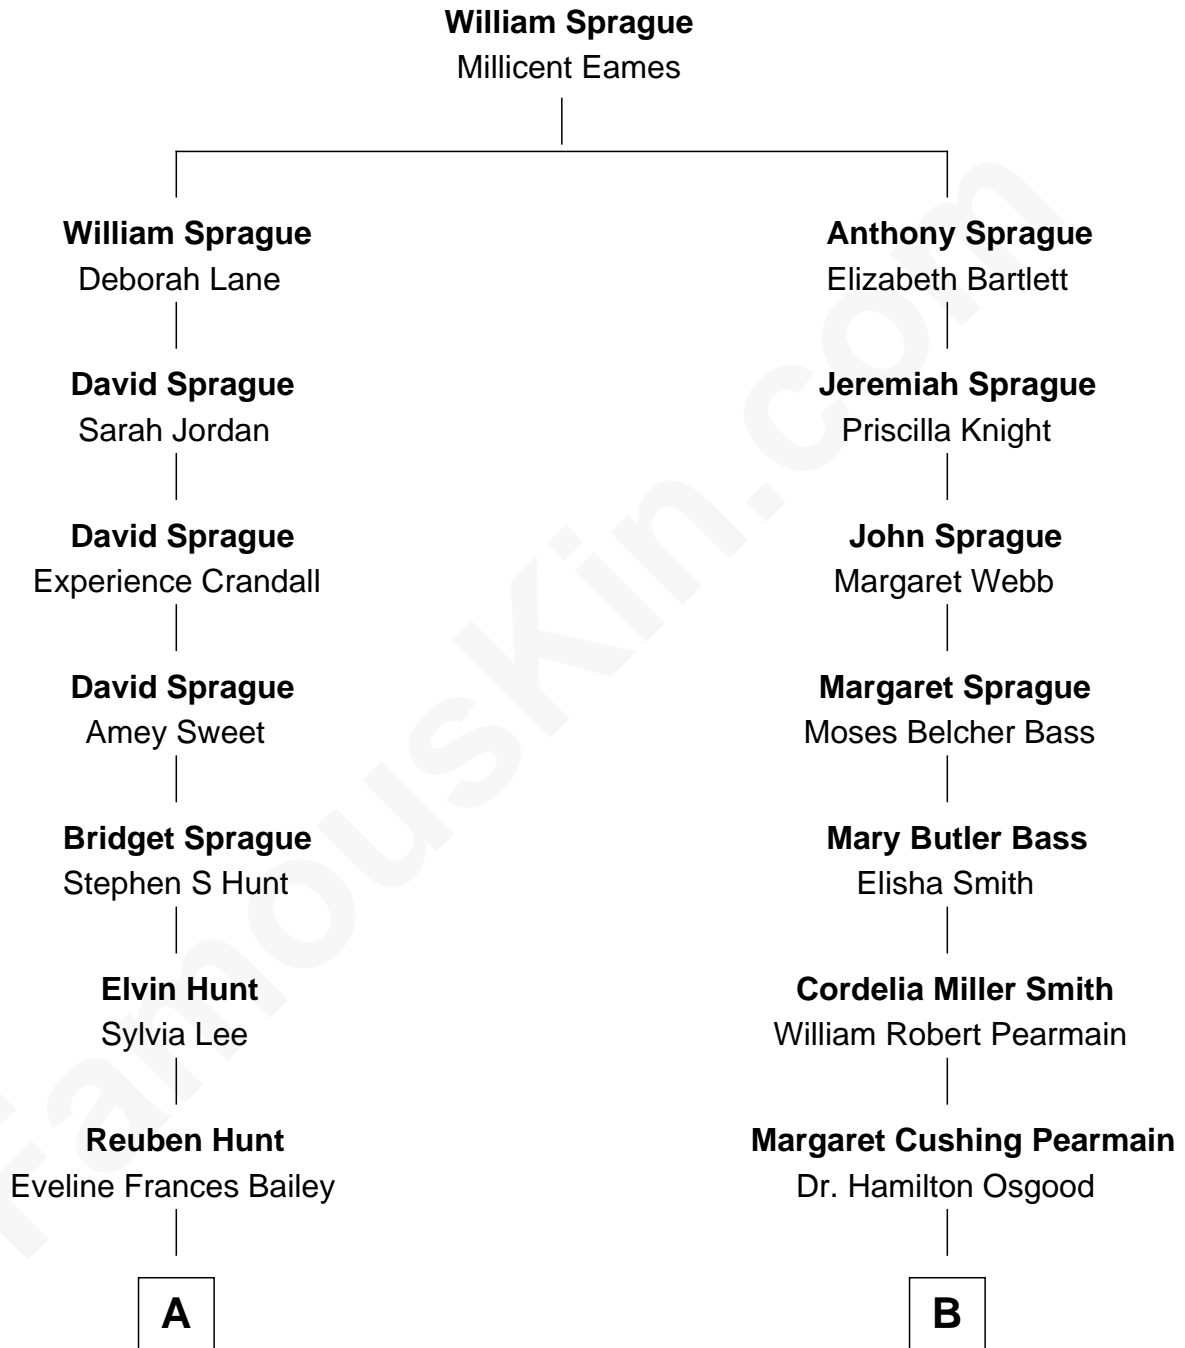 William Sprague
Millicent Eames
William Sprague
Deborah Lane
David Sprague
Sarah Jordan
David Sprague
Experience Crandall
David Sprague
Amey Sweet
Bridget Sprague
Stephen S Hunt
Elvin Hunt
Sylvia Lee
Reuben Hunt
Eveline Frances Bailey
A
Anthony Sprague
Elizabeth Bartlett
Jeremiah Sprague
Priscilla Knight
John Sprague
Margaret Webb
Margaret Sprague
Moses Belcher Bass
Mary Butler Bass
Elisha Smith
Cordelia Miller Smith
William Robert Pearmain
Margaret Cushing Pearmain
Dr. Hamilton Osgood
B
FamousKin.com